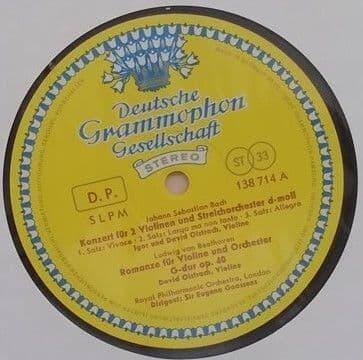 Deutsche
Grammophon
Gesellschaft
STEREO
D.P.
SLPM
ST 33
138 714 A
Johann Sebastian Bach
Konzert für 2 Violinen und Streichorchester d-moll
1. Satz: Vivace · 2. Satz: Largo ma non tanto · 3. Satz: Allegro
Igor und David Oistrach, Violine
Ludwig van Beethoven
Romanze für Violine und Orchester
G-dur op. 40
David Oistrach, Violine
Royal Philharmonic Orchestra, London
Dirigent: Sir Eugene Goossens